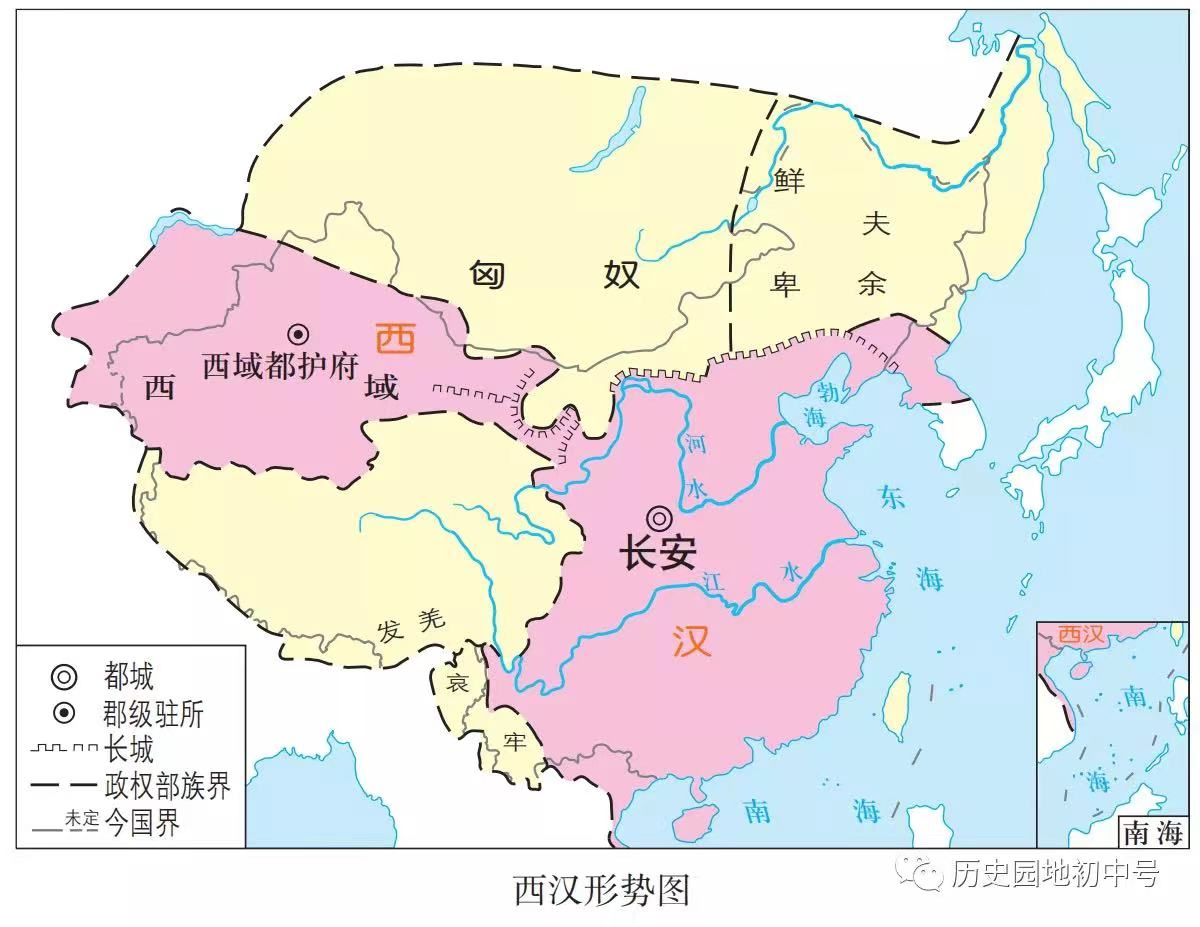 匈奴
鲜卑
夫余
西域都护府
西域
西汉
长安
河水
江水
勃海
东海
南海
发羌
哀牢
都城
郡级驻所
长城
政权部族界
未定
今国界
西汉
南海
南海
西汉形势图
历史园地初中号